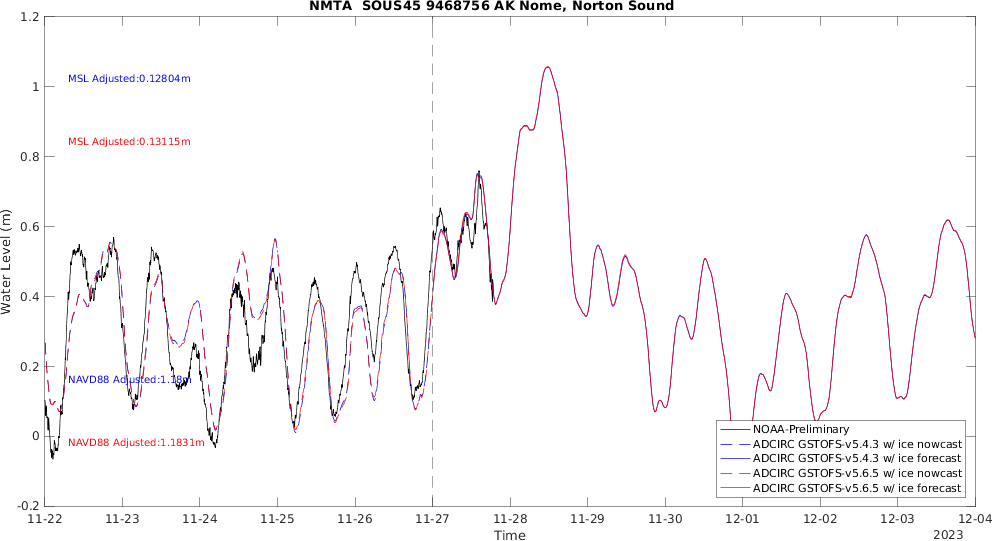 NMTA SOUS45 9468756 AK Nome, Norton Sound
1.2
1
0.8
0.6
0.4
0.2
0
-0.2
Water Level (m)
MSL Adjusted:0.12804m
MSL Adjusted:0.13115m
NAVD88 Adjusted:1.18m
NAVD88 Adjusted:1.1831m
NOAA-Preliminary
ADCIRC GSTOFS-v5.4.3 w/ ice nowcast
ADCIRC GSTOFS-v5.4.3 w/ ice forecast
ADCIRC GSTOFS-v5.6.5 w/ ice nowcast
ADCIRC GSTOFS-v5.6.5 w/ ice forecast
11-22 11-23 11-24 11-25 11-26 11-27 11-28 11-29 11-30 12-01 12-02 12-03 12-04
Time
2023